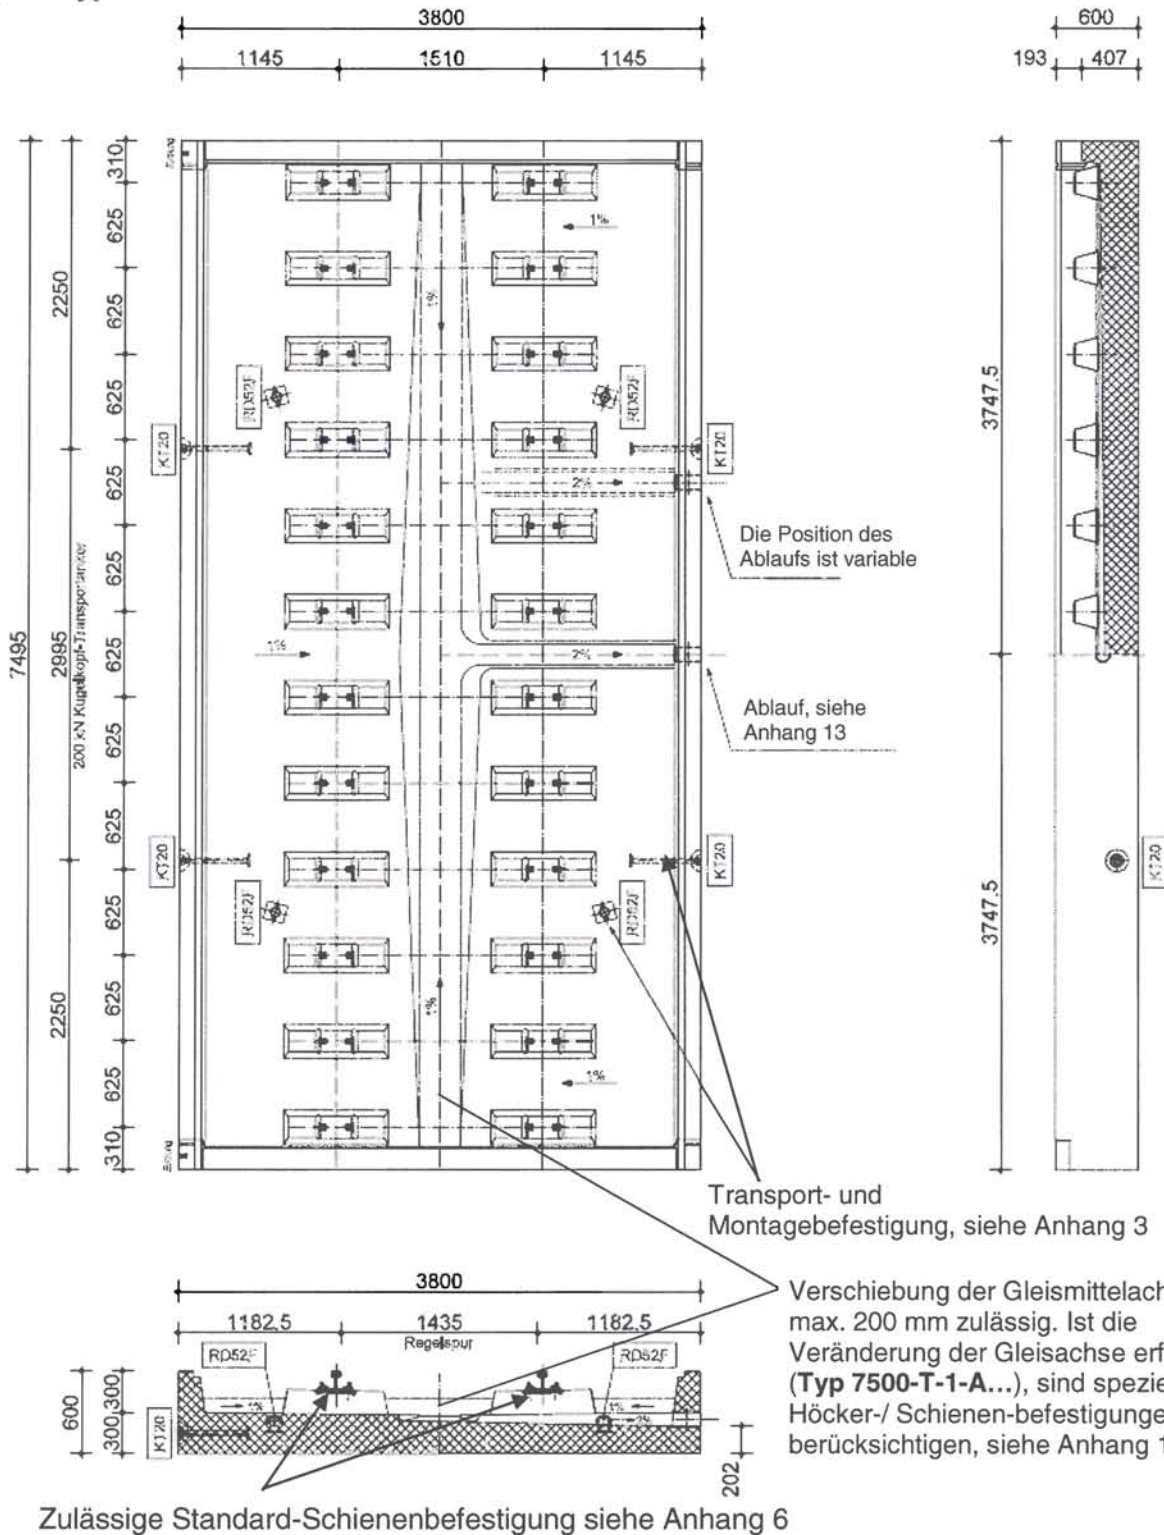 3800
600
1145 1510 1145
193 407
310
625
625
625
625
625
625
625
625
625
625
625
310
2250
2995
2250
7495
200 kN Kugelkopf-Transportanker
1%
1%
RD52F
RD52F
KT20
KT20
2%
3747.5
Die Position des
Ablaufs ist variable
1%
2%
Ablauf, siehe
Anhang 13
KT20
KT20
KT20
RD52F
RD52F
3747.5
1%
1%
Transport- und
Montagebefestigung, siehe Anhang 3
3800
1182.5 1435 1182.5
Regelspur
RD52F
RD52F
600
300
300
KT20
1%
1%
2%
202
Verschiebung der Gleismittelach
max. 200 mm zulässig. Ist die
Veränderung der Gleisachse erf
(Typ 7500-T-1-A...), sind spezie
Höcker-/ Schienen-befestigunge
berücksichtigen, siehe Anhang 1
Zulässige Standard-Schienenbefestigung siehe Anhang 6